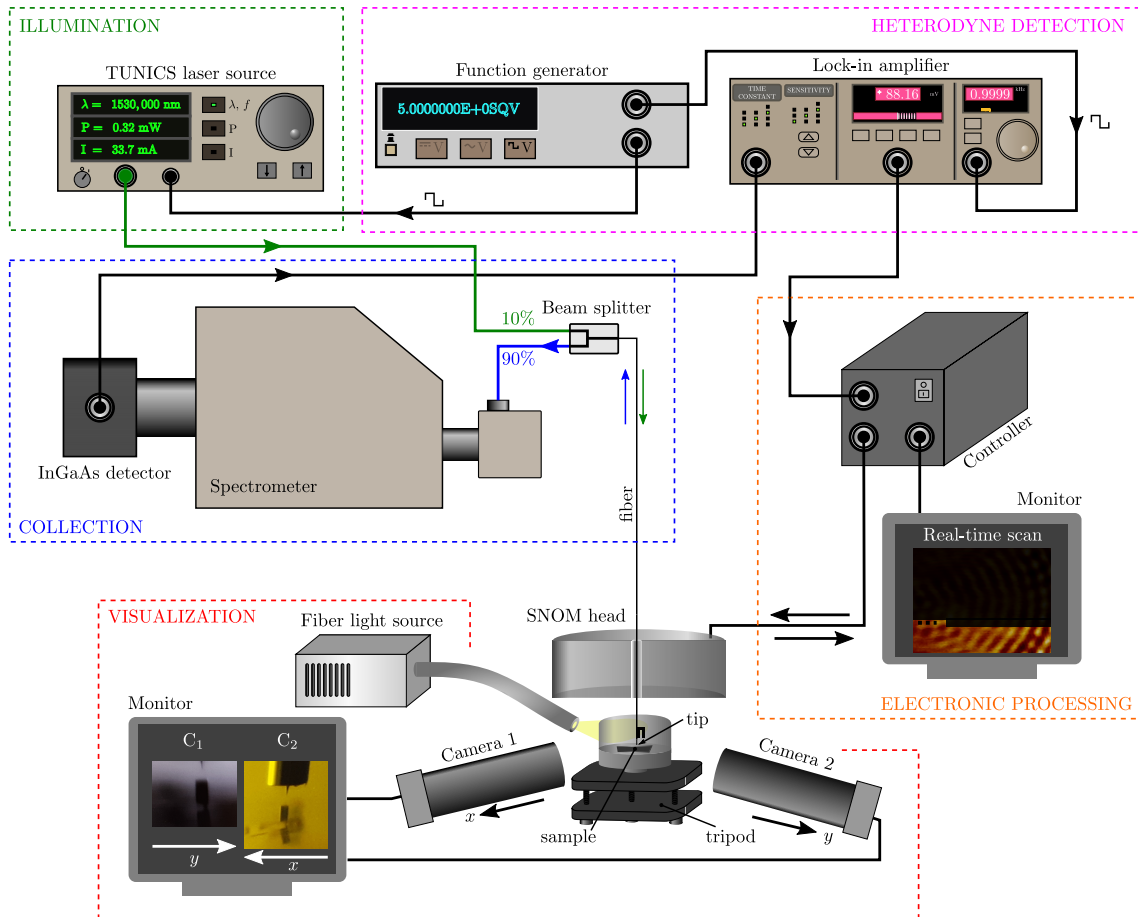 ILLUMINATION
TUNICS laser source
λ = 1530,000 nm
P = 0.32 mW
I = 33.7 mA
λ, f
P
I
HETERODYNE DETECTION
Function generator
5.0000000E+0SQV
V
V
V
Lock-in amplifier
TIME CONSTANT
SENSITIVITY
88.16
mV
0.9999
kHz
COLLECTION
InGaAs detector
Spectrometer
Beam splitter
10%
90%
fiber
Controller
Monitor
Real-time scan
ELECTRONIC PROCESSING
VISUALIZATION
Fiber light source
SNOM head
Monitor
C1
C2
y
x
Camera 1
x
tip
sample
tripod
Camera 2
y